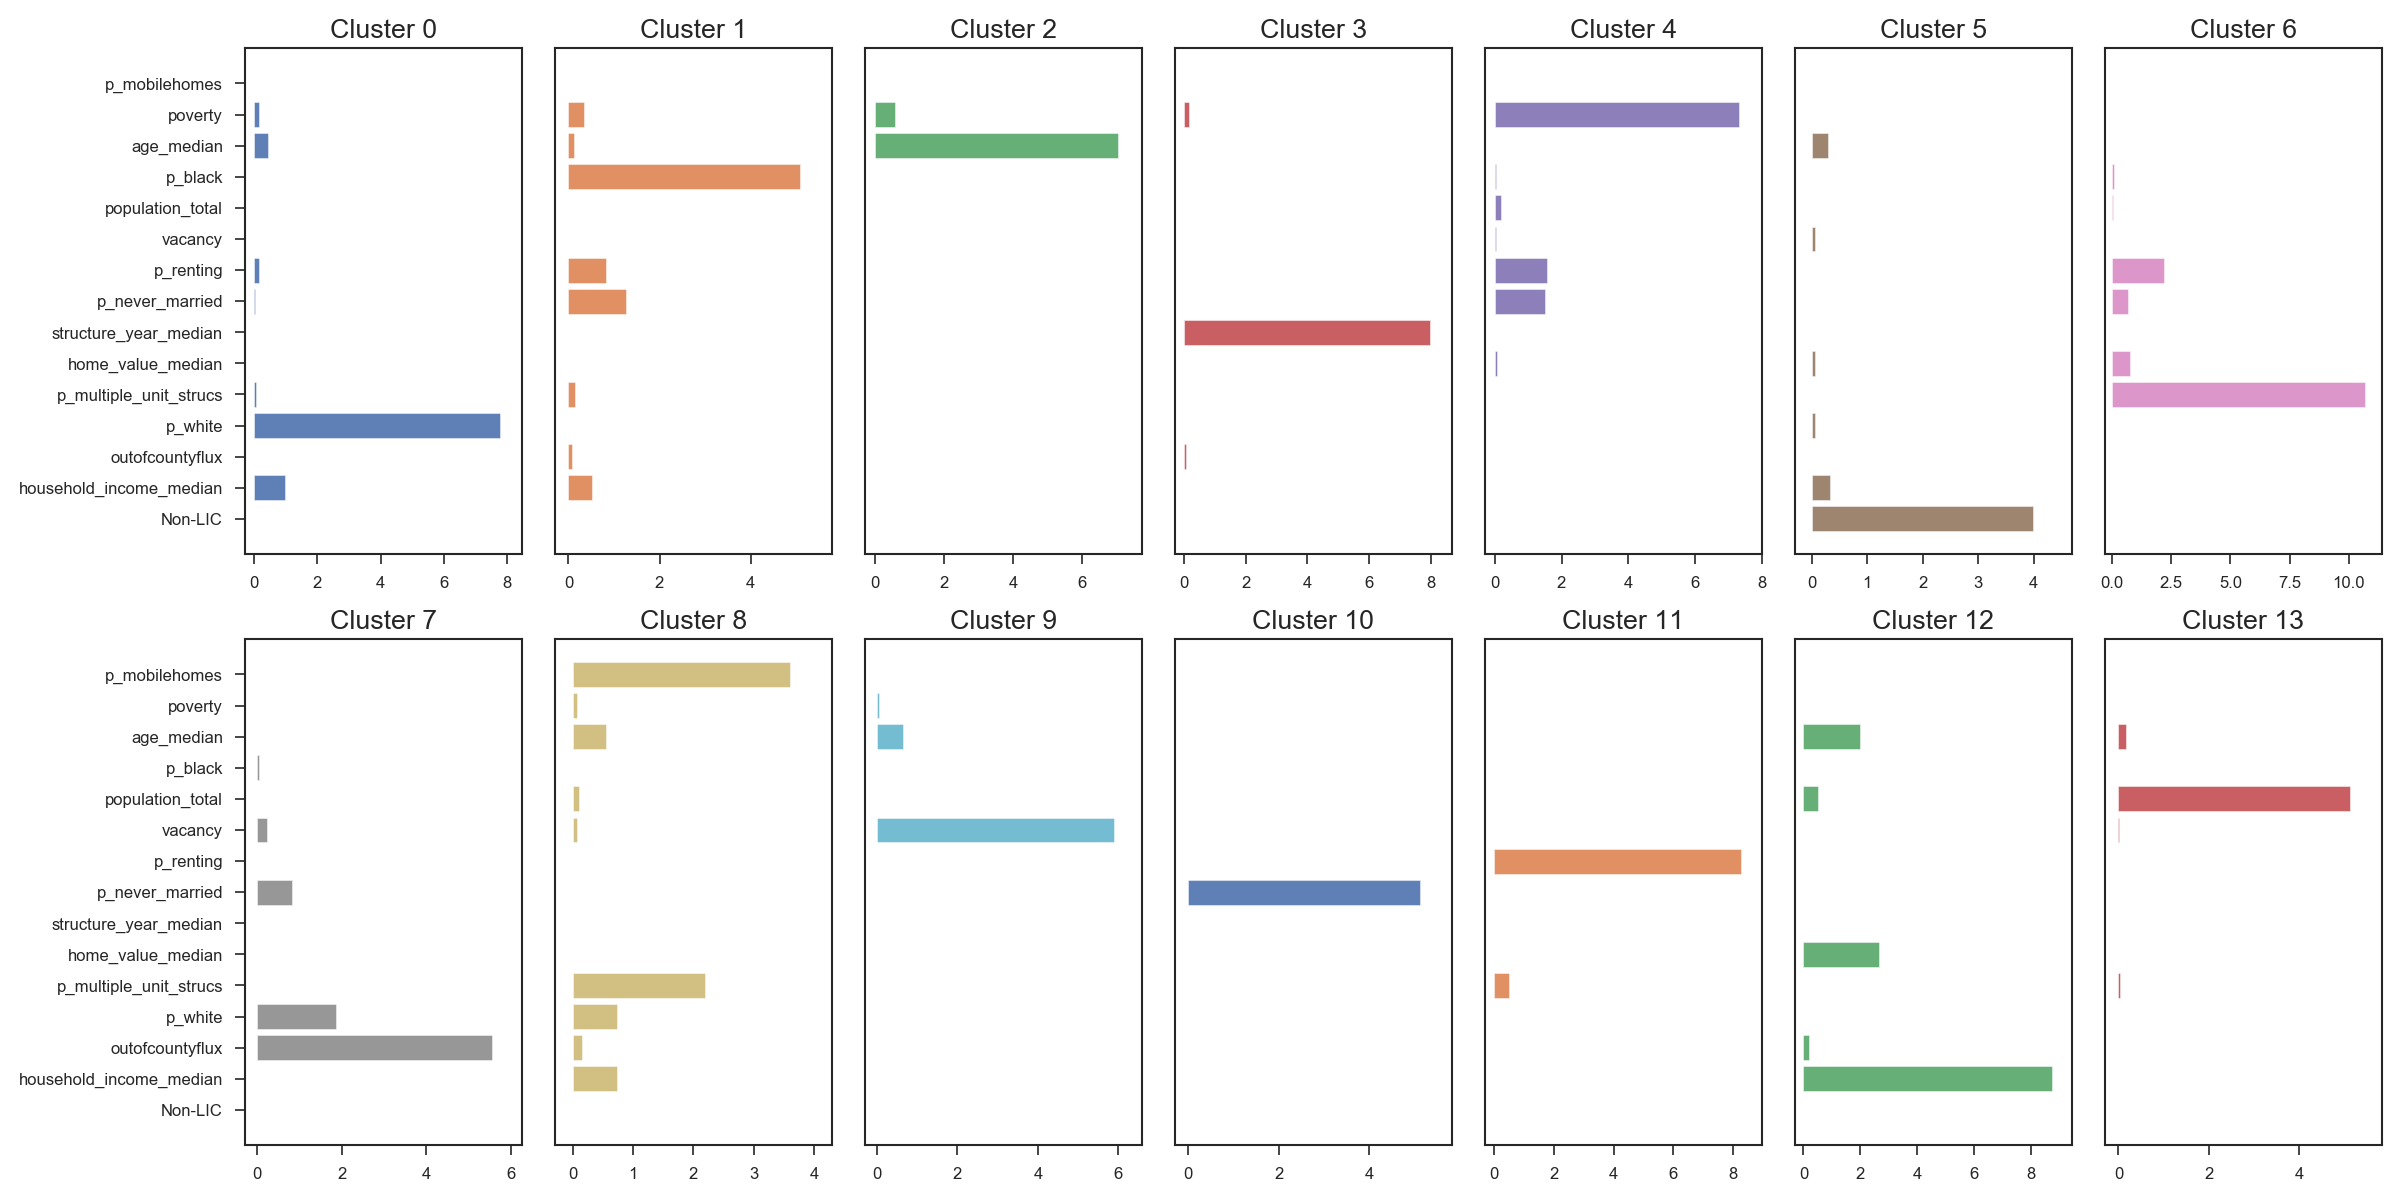 Cluster 0 Cluster 1 Cluster 2 Cluster 3 Cluster 4 Cluster 5 Cluster 6
p_mobilehomes
poverty
age_median
p_black
population_total
vacancy
p_renting
p_never_married
structure_year_median
home_value_median
p_multiple_unit_strucs
p_white
outofcountyflux
household_income_median
Non-LIC
0 2 4 6 8 0 2 4 0 2 4 6 0 2 4 6 8 0 2 4 6 8 0 1 2 3 4 0.0 2.5 5.0 7.5 10.0
Cluster 7 Cluster 8 Cluster 9 Cluster 10 Cluster 11 Cluster 12 Cluster 13
p_mobilehomes
poverty
age_median
p_black
population_total
vacancy
p_renting
p_never_married
structure_year_median
home_value_median
p_multiple_unit_strucs
p_white
outofcountyflux
household_income_median
Non-LIC
0 2 4 6 0 1 2 3 4 0 2 4 6 0 2 4 0 2 4 6 8 0 2 4 6 8 0 2 4